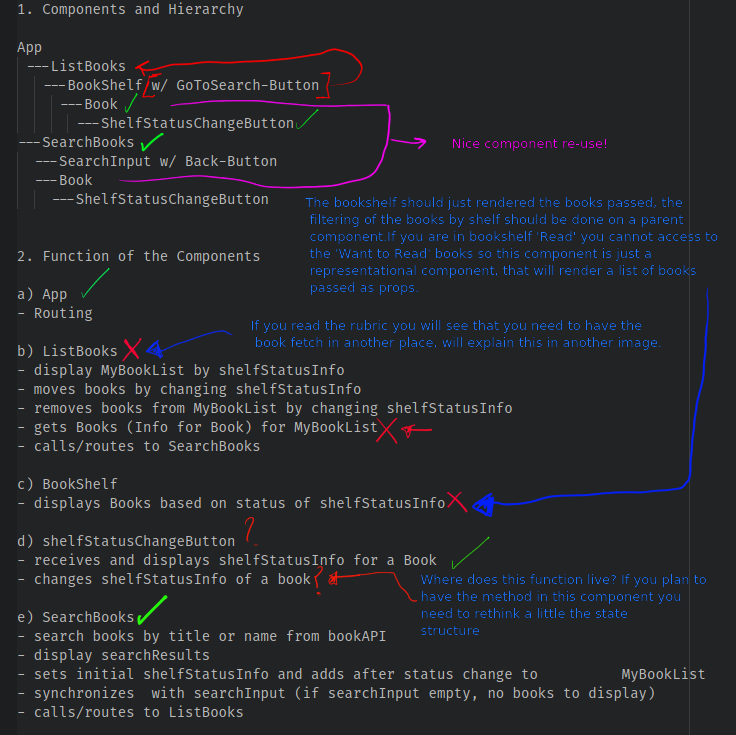 1. Components and Hierarchy
App
---ListBooks
---BookShelf w/ GoToSearch-Button
---Book
---ShelfStatusChangeButton
---SearchBooks
Nice component re-use!
---SearchInput w/ Back-Button
---Book
---ShelfStatusChangeButton
The bookshelf should just rendered the books passed, the
filtering of the books by shelf should be done on a parent
component.If you are in bookshelf 'Read' you cannot access to
the 'Want to Read' books so this component is just a
representational component, that will render a list of books
passed as props.
2. Function of the Components
a) App
- Routing
If you read the rubric you will see that you need to have the
book fetch in another place, will explain this in another image.
b) ListBooks
- display MyBookList by shelfStatusInfo
- moves books by changing shelfStatusInfo
- removes books from MyBookList by changing shelfStatusInfo
- gets Books (Info for Book) for MyBookList
- calls/routes to SearchBooks
c) BookShelf
- displays Books based on status of shelfStatusInfo
d) shelfStatusChangeButton ?
- receives and displays shelfStatusInfo for a Book
- changes shelfStatusInfo of a book ?
Where does this function live? If you plan to
have the method in this component you
need to rethink a little the state
structure
e) SearchBooks
- search books by title or name from bookAPI
- display searchResults
- sets initial shelfStatusInfo and adds after status change to MyBookList
- synchronizes with searchInput (if searchInput empty, no books to display)
- calls/routes to ListBooks